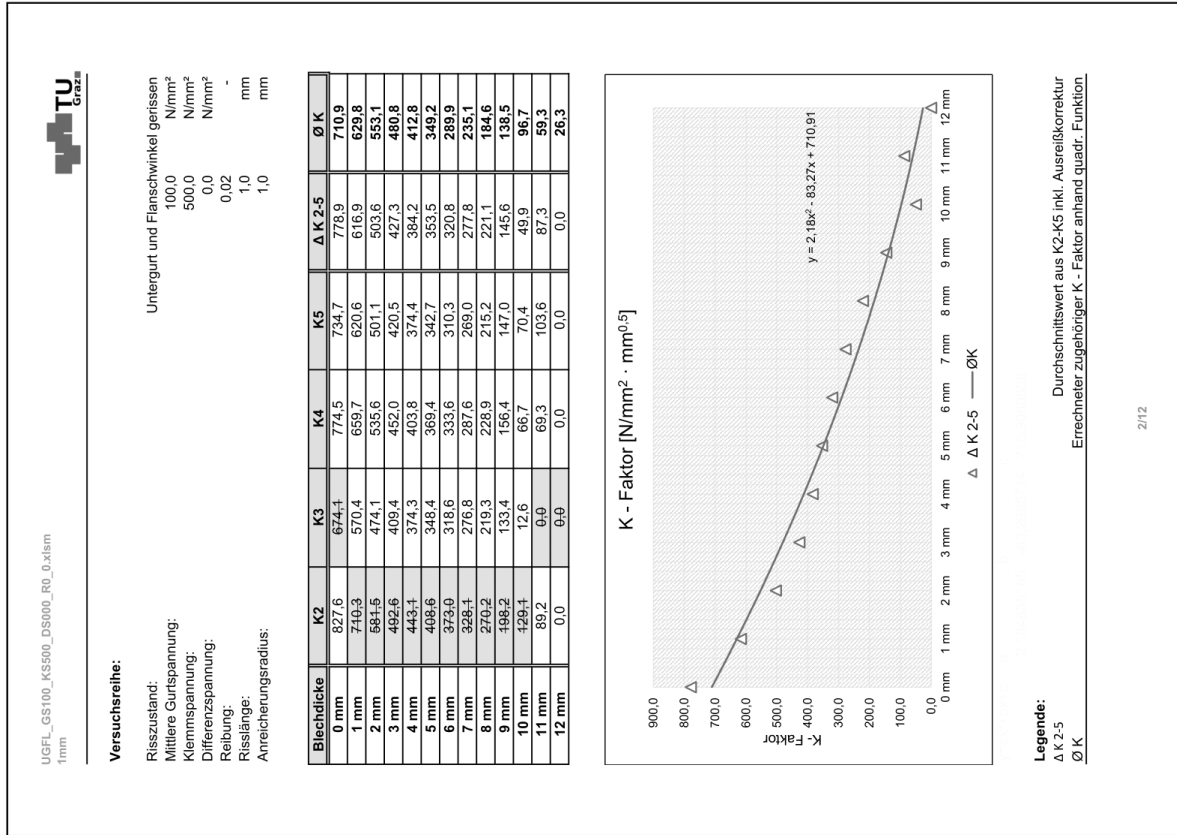 UGFL_GS100_KS500_DS000_R0_0.xlsm
1mm
TU
Graz
Versuchsreihe:
Risszustand: Untergurt und Flanschwinkel gerissen
Mittlere Gurtspannung: 100,0 N/mm²
Klemmspannung: 500,0 N/mm²
Differenzspannung: 0,0 N/mm²
Reibung: 0,02 -
Risslänge: 1,0 mm
Anreicherungsradius: 1,0 mm
Blechdicke K2 K3 K4 K5 Δ K 2-5 Ø K
0 mm 827,6 674,1 774,5 734,7 778,9 710,9
1 mm 710,3 570,4 659,7 620,6 616,9 629,8
2 mm 581,5 474,1 535,6 501,1 503,6 553,1
3 mm 492,6 409,4 452,0 420,5 427,3 480,8
4 mm 443,1 374,3 403,8 374,4 384,2 412,8
5 mm 408,6 348,4 369,4 342,7 353,5 349,2
6 mm 373,0 318,6 333,6 310,3 320,8 289,9
7 mm 328,1 276,8 287,6 269,0 277,8 235,1
8 mm 270,2 219,3 228,9 215,2 221,1 184,6
9 mm 198,2 133,4 156,4 147,0 145,6 138,5
10 mm 129,1 12,6 66,7 70,4 49,9 96,7
11 mm 89,2 0,0 69,3 103,6 87,3 59,3
12 mm 0,0 0,0 0,0 0,0 0,0 26,3
K - Faktor [N/mm² · mm^0,5]
K- Faktor
900,0
800,0
700,0
600,0
500,0
400,0
300,0
200,0
100,0
0,0
y = 2,18x² - 83,27x + 710,91
0 mm 1 mm 2 mm 3 mm 4 mm 5 mm 6 mm 7 mm 8 mm 9 mm 10 mm 11 mm 12 mm
Δ K 2-5 ØK
Legende:
Δ K 2-5 Durchschnittswert aus K2-K5 inkl. Ausreißkorrektur
Ø K Errechneter zugehöriger K - Faktor anhand quadr. Funktion
2/12